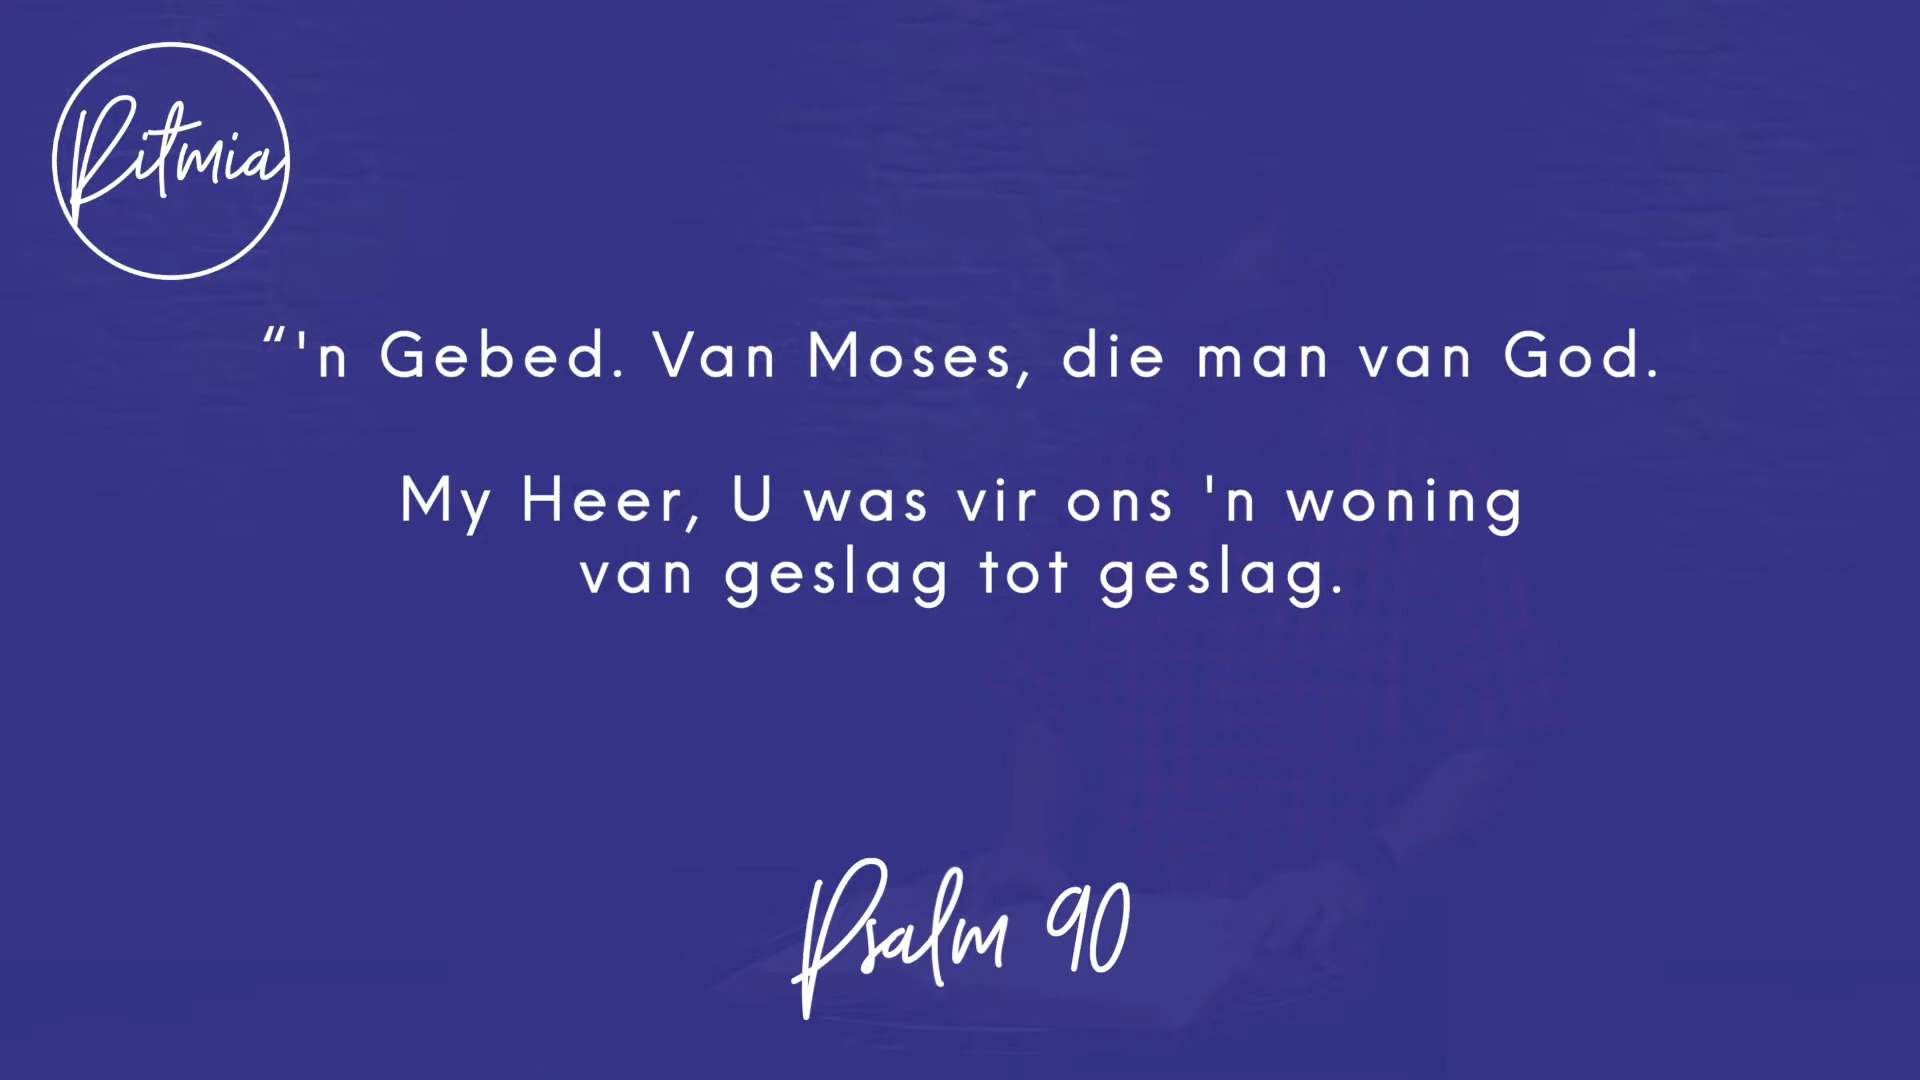 Ritmia
“'n Gebed. Van Moses, die man van God.
My Heer, U was vir ons 'n woning
van geslag tot geslag.
Psalm 90